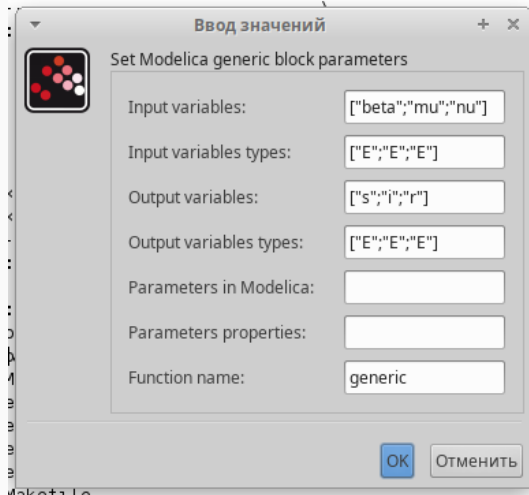 Ввод значений
Set Modelica generic block parameters
Input variables: ["beta";"mu";"nu"]
Input variables types: ["E";"E";"E"]
Output variables: ["s";"i";"r"]
Output variables types: ["E";"E";"E"]
Parameters in Modelica:
Parameters properties:
Function name: generic
OK Отменить